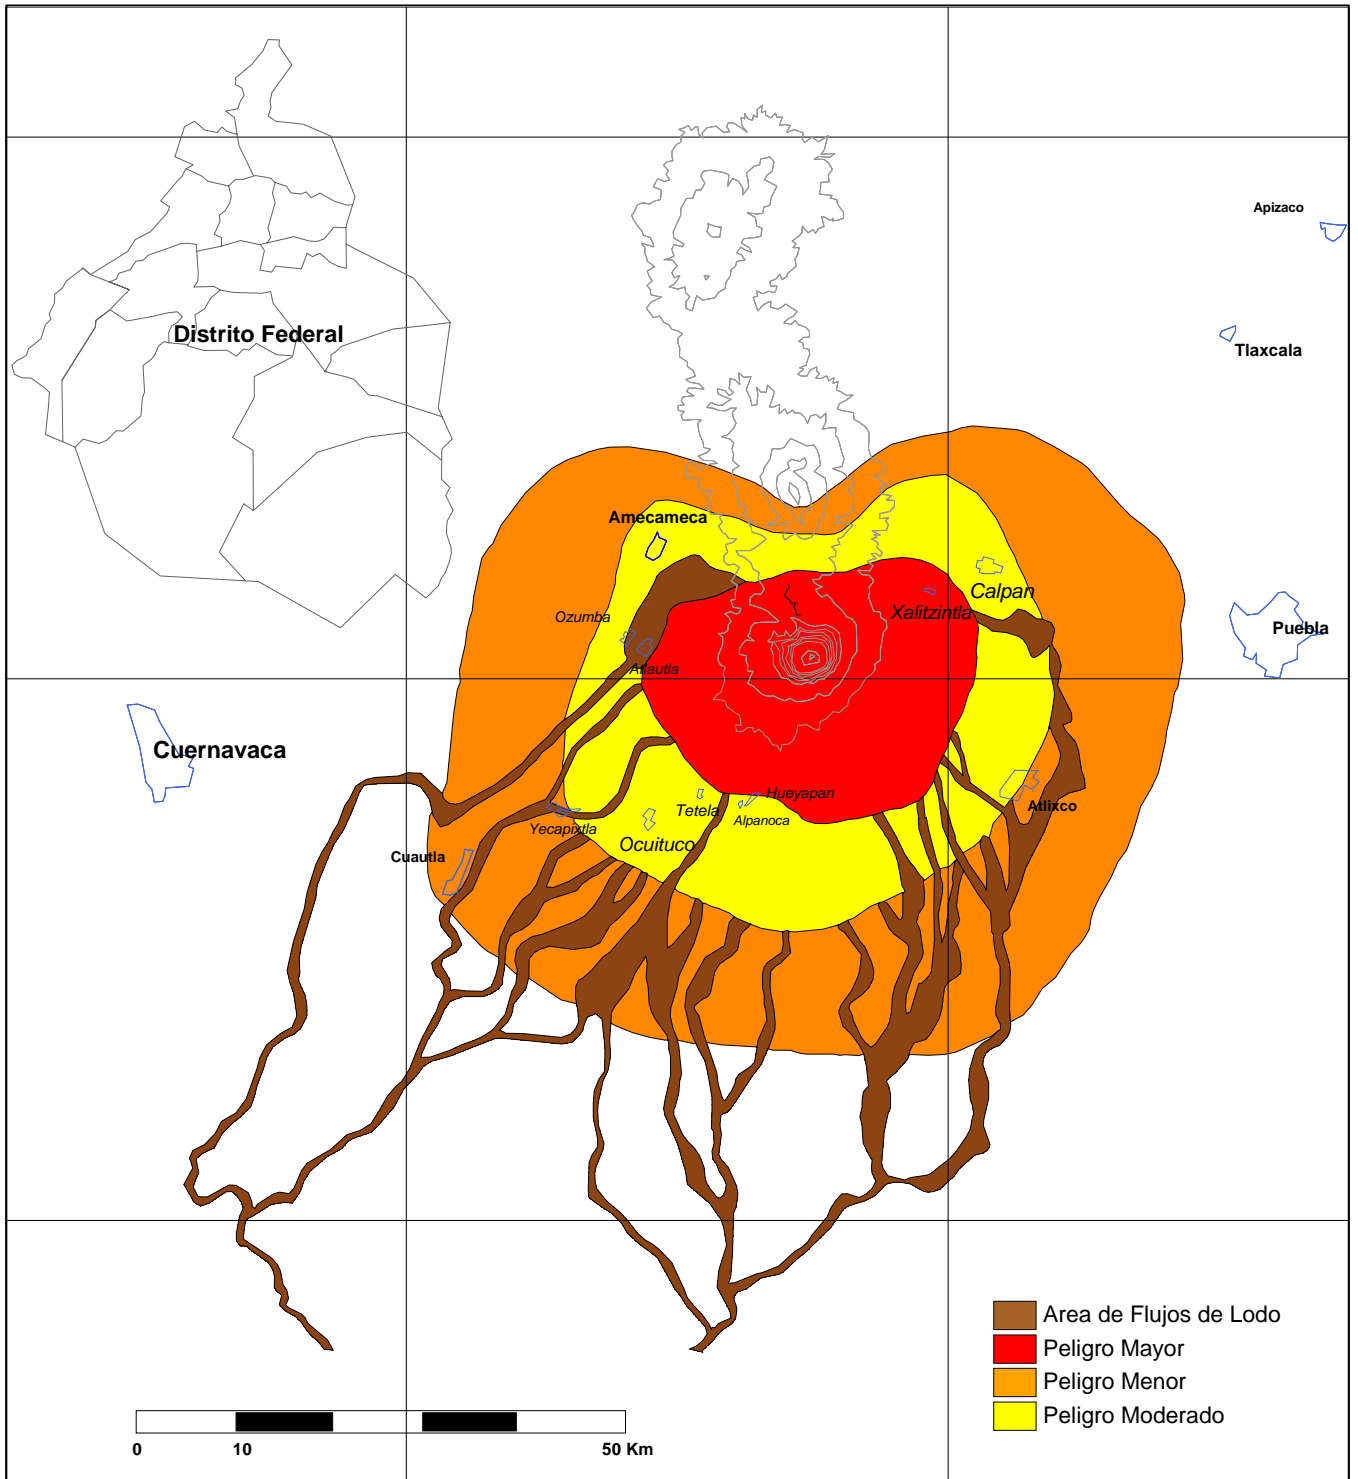 Apizaco
Distrito Federal
Tlaxcala
Amecameca
Calpan
Xalitzintla
Ozumba
Puebla
Atlautla
Cuernavaca
Hueyapan
Atlixco
Tetela
Alpanoca
Yecapixtla
Ocuituco
Cuautla
Area de Flujos de Lodo
Peligro Mayor
Peligro Menor
Peligro Moderado
0 10 50 Km